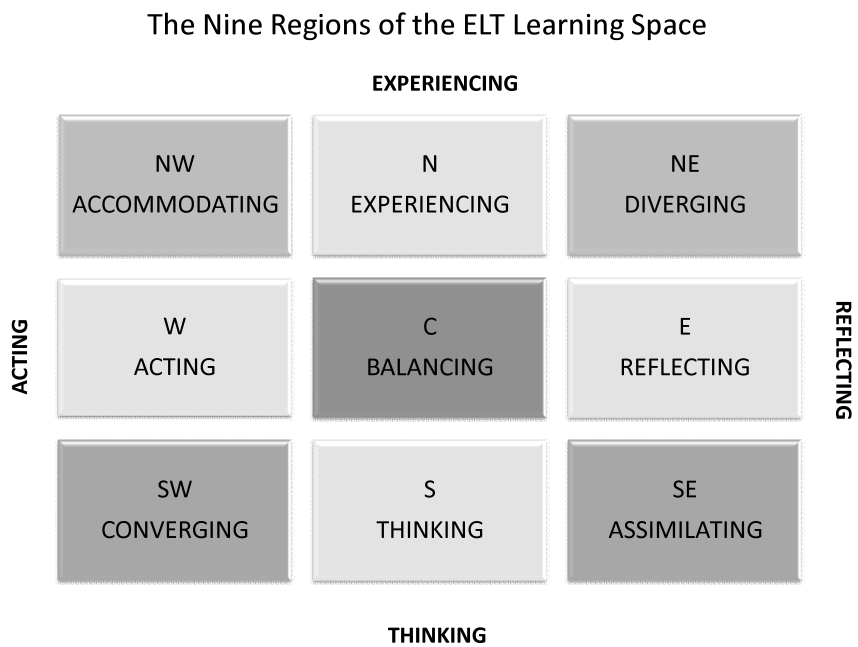 The Nine Regions of the ELT Learning Space
EXPERIENCING
NW
ACCOMMODATING
N
EXPERIENCING
NE
DIVERGING
ACTING
W
ACTING
C
BALANCING
E
REFLECTING
REFLECTING
SW
CONVERGING
S
THINKING
SE
ASSIMILATING
THINKING